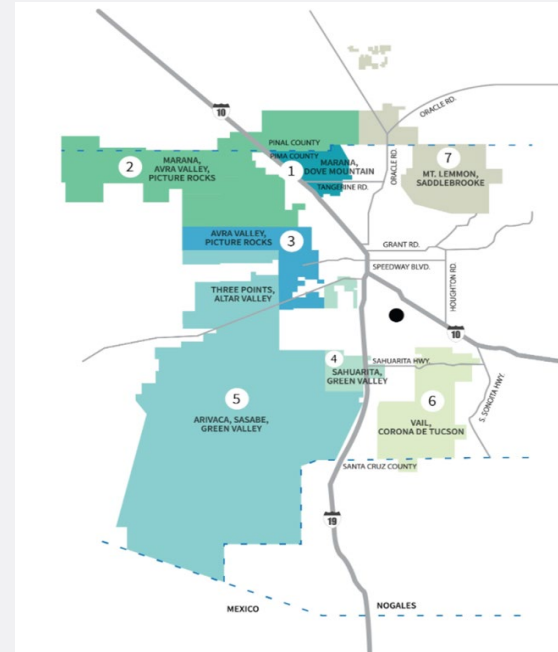 10
ORACLE RD.
PINAL COUNTY
PIMA COUNTY
1
MARANA,
DOVE MOUNTAIN
TANGERINE RD.
ORACLE RD.
2
MARANA,
AVRA VALLEY,
PICTURE ROCKS
7
MT. LEMMON,
SADDLEBROOKE
AVRA VALLEY,
PICTURE ROCKS
3
GRANT RD.
SPEEDWAY BLVD.
HOUGHTON RD.
THREE POINTS,
ALTAR VALLEY
10
4
SAHUARITA,
GREEN VALLEY
SAHUARITA HWY.
S. SONOITA HWY.
5
ARIVACA, SASABE,
GREEN VALLEY
6
VAIL,
CORONA DE TUCSON
SANTA CRUZ COUNTY
19
MEXICO
NOGALES